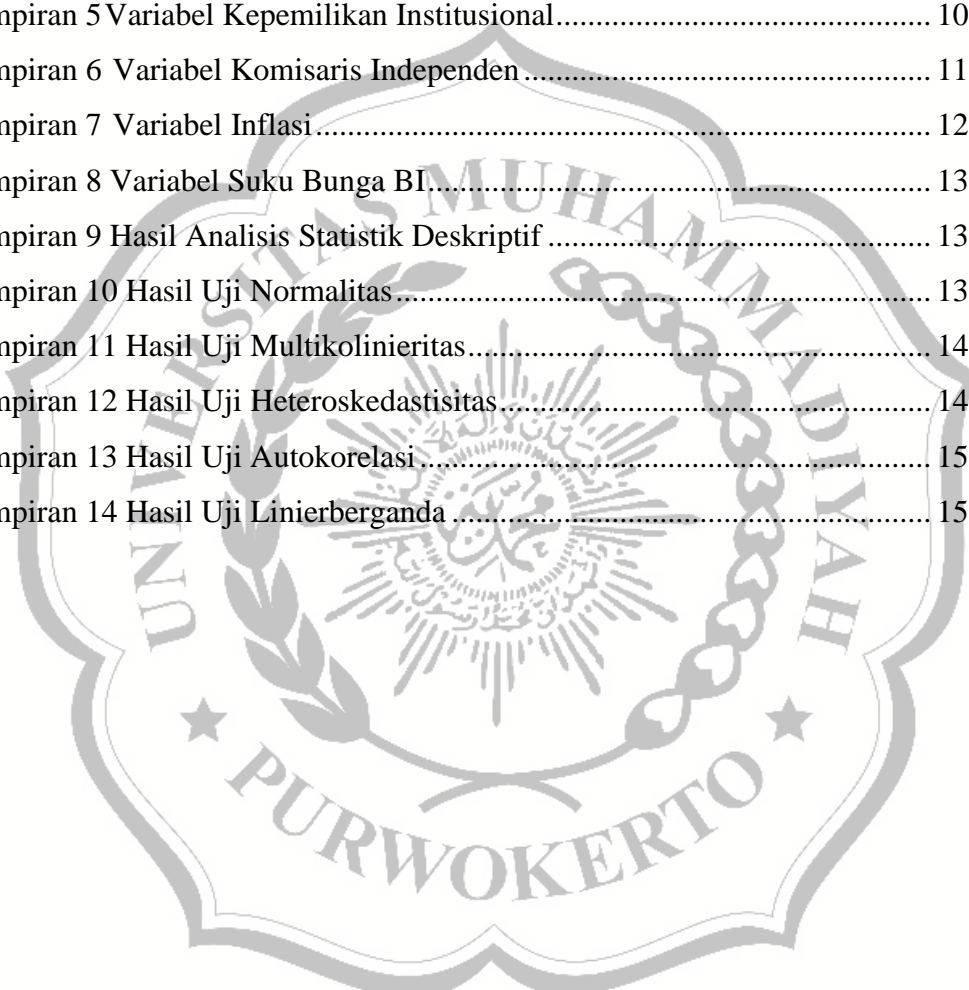 mpiran 5Variabel Kepemilikan Institusional........................................................ 10
mpiran 6 Variabel Komisaris Independen ............................................................ 11
mpiran 7 Variabel Inflasi....................................................................................... 12
mpiran 8 Variabel Suku Bunga BI........................................................................ 13
mpiran 9 Hasil Analisis Statistik Deskriptif ......................................................... 13
mpiran 10 Hasil Uji Normalitas............................................................................. 13
mpiran 11 Hasil Uji Multikolinieritas.................................................................... 14
mpiran 12 Hasil Uji Heteroskedastisitas................................................................ 14
mpiran 13 Hasil Uji Autokorelasi.......................................................................... 15
mpiran 14 Hasil Uji Linierberganda ...................................................................... 15
UNIVERSITAS MUHAMMADIYAH
PURWOKERTO